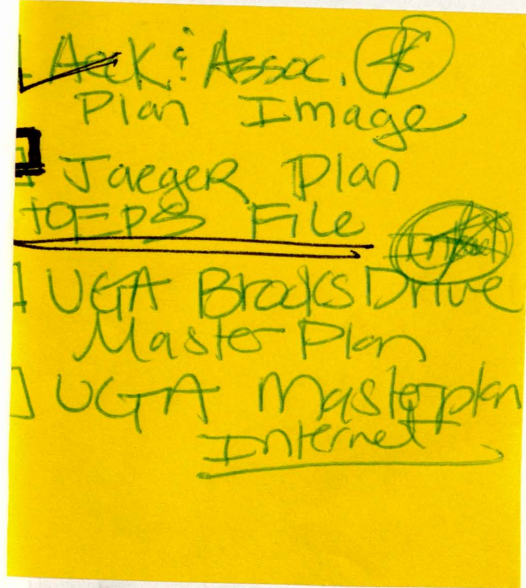 Aeck & Assoc.
Plan Image
Jaeger Plan
to EPS File
UGA Brooks Drive
Master Plan
UGA Masterplan
Internet